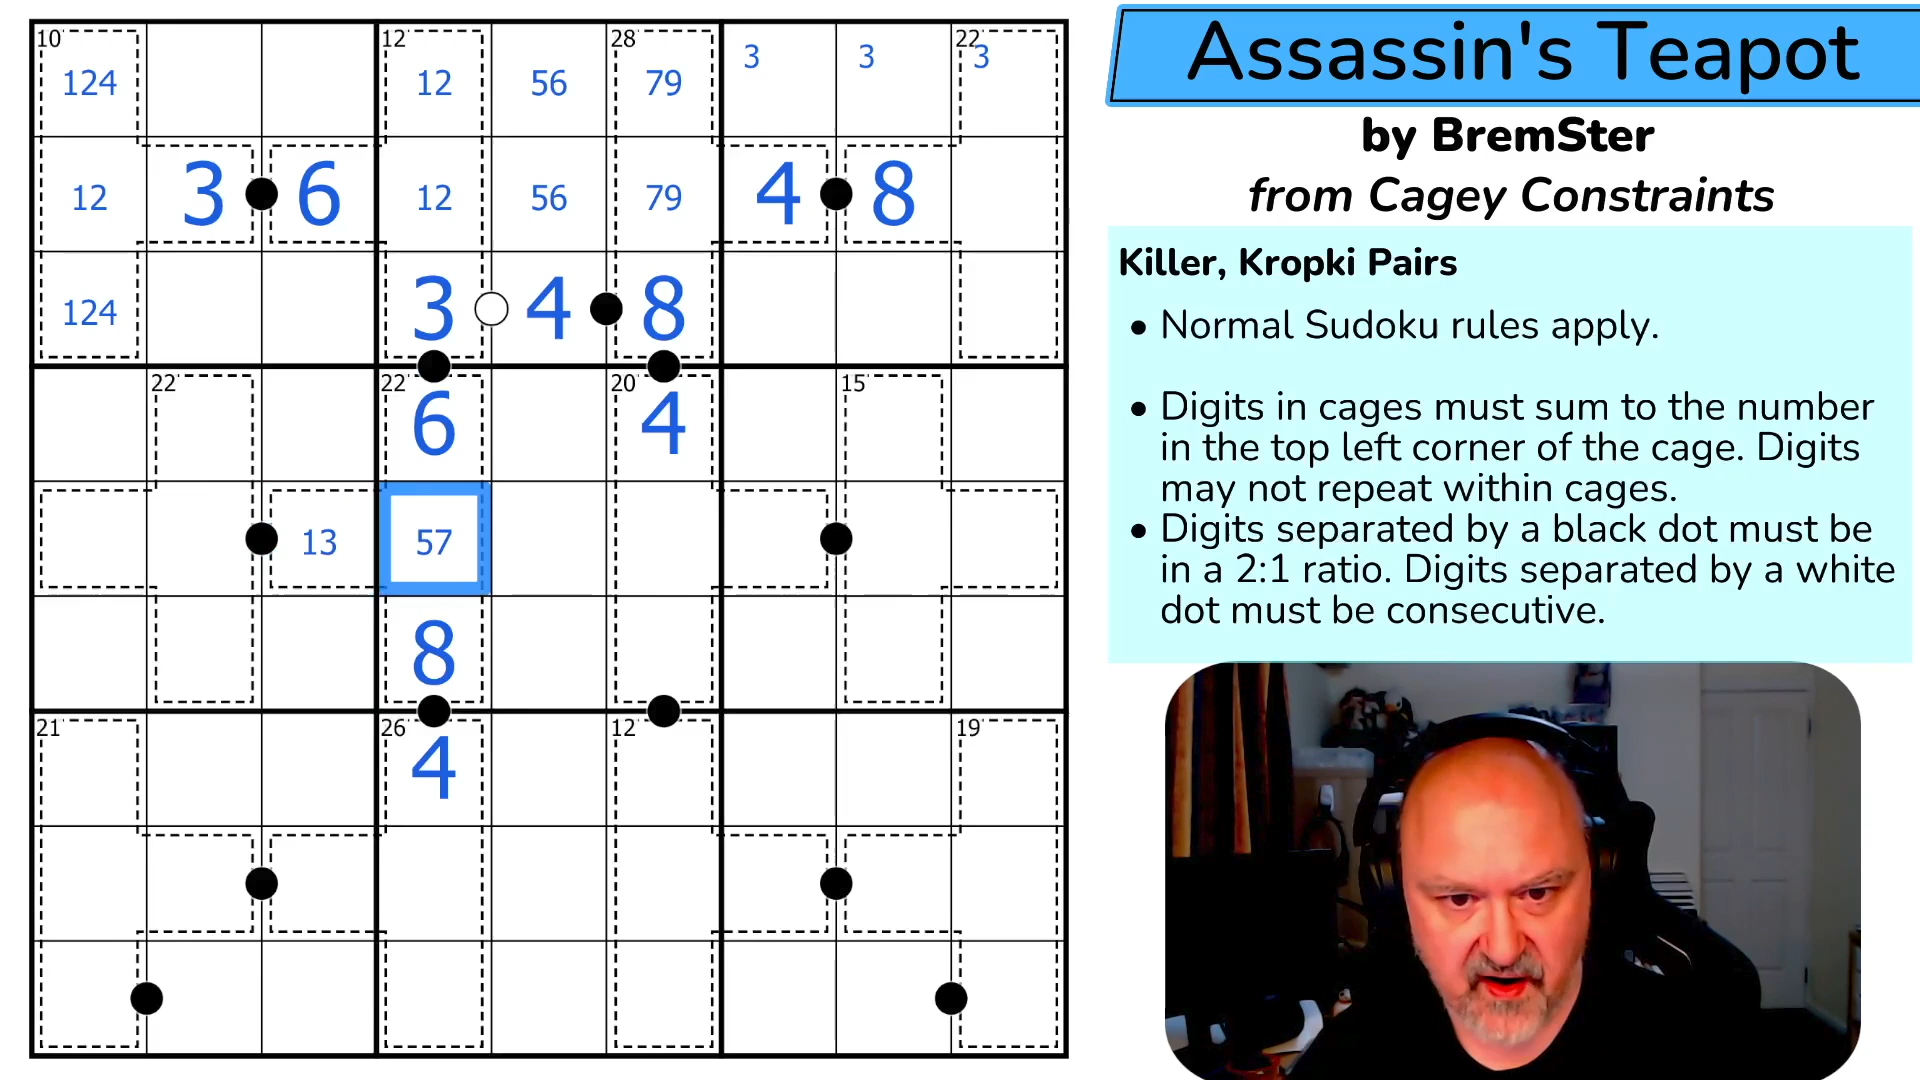 Assassin's Teapot
by BremSter
from Cagey Constraints
Killer, Kropki Pairs
• Normal Sudoku rules apply.
• Digits in cages must sum to the number
in the top left corner of the cage. Digits
may not repeat within cages.
• Digits separated by a black dot must be
in a 2:1 ratio. Digits separated by a white
dot must be consecutive.
10 12 28 22
124 12 56 79 3 3 3
12 3 6 12 56 79 4 8
124 3 4 8
22 22 20 15
6 4
13 57
8
21 26 12 19
4